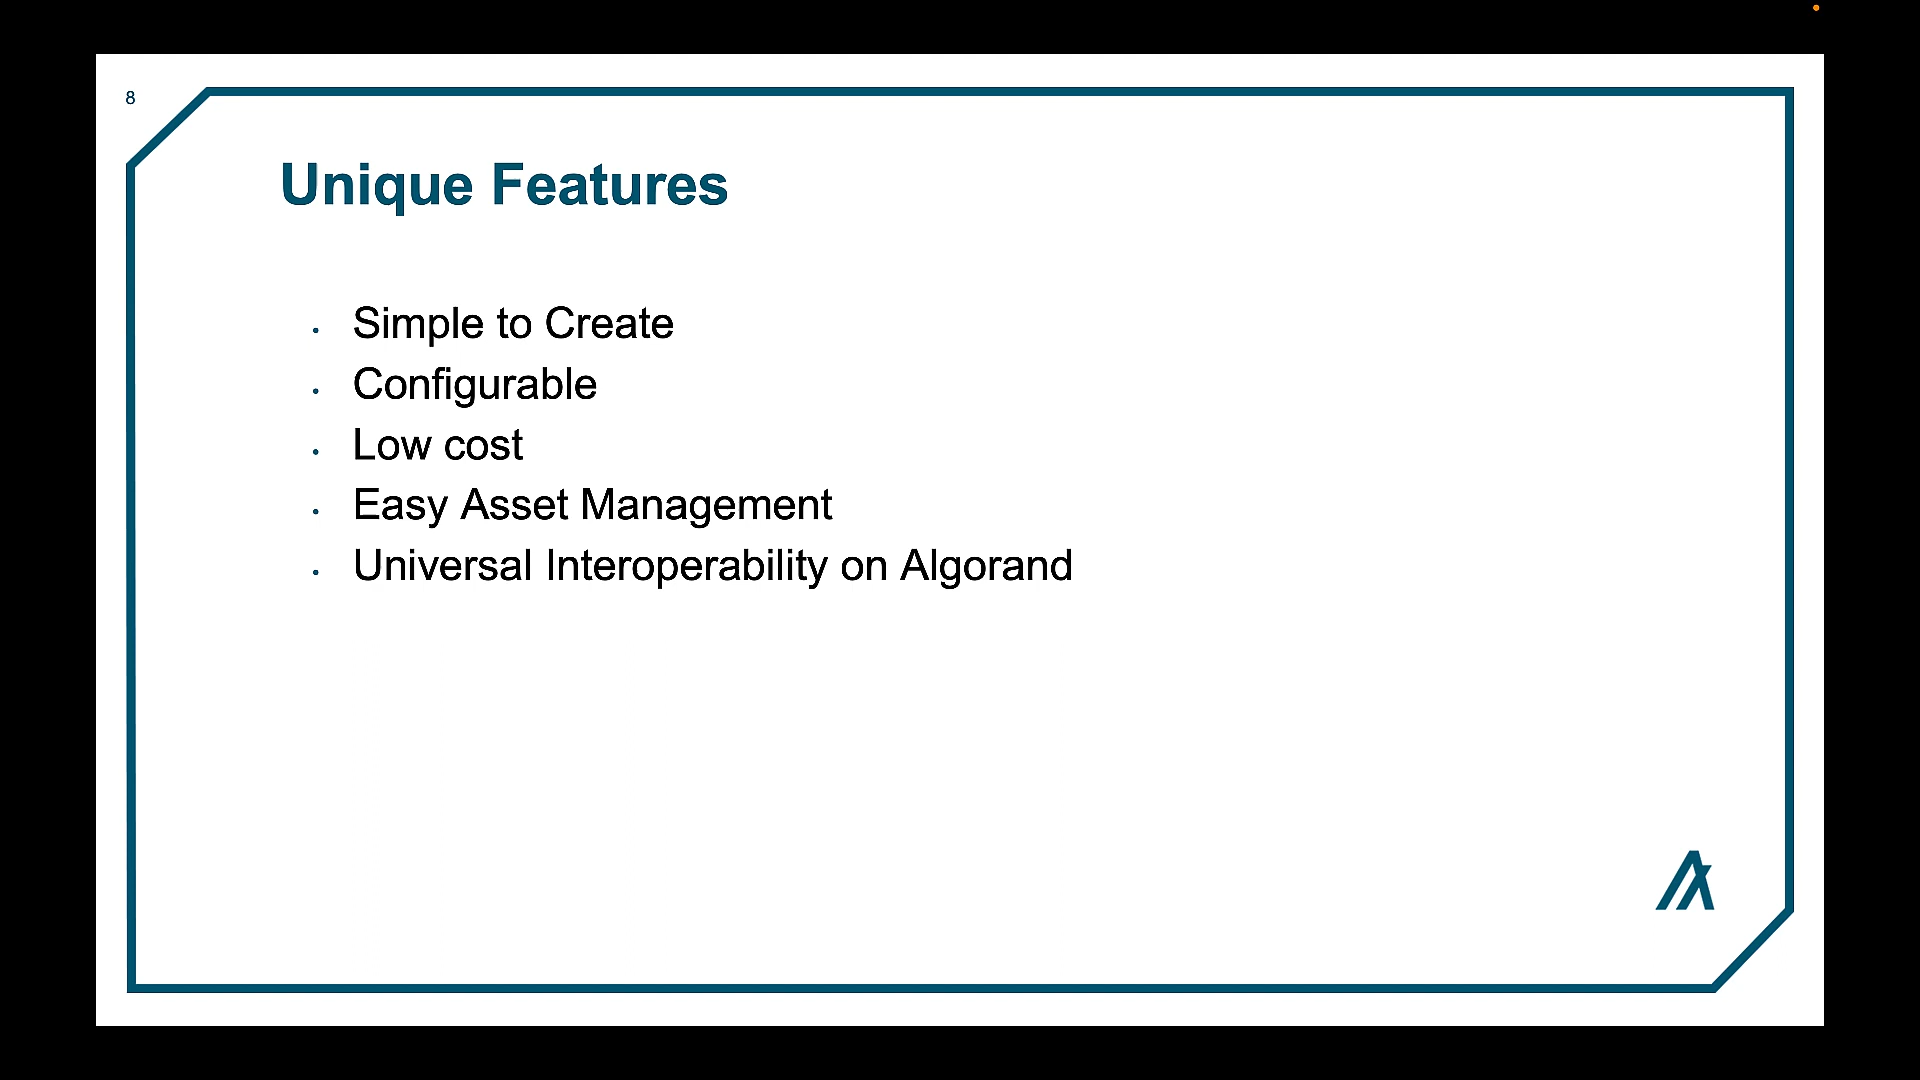 8
Unique Features
• Simple to Create
• Configurable
• Low cost
• Easy Asset Management
• Universal Interoperability on Algorand